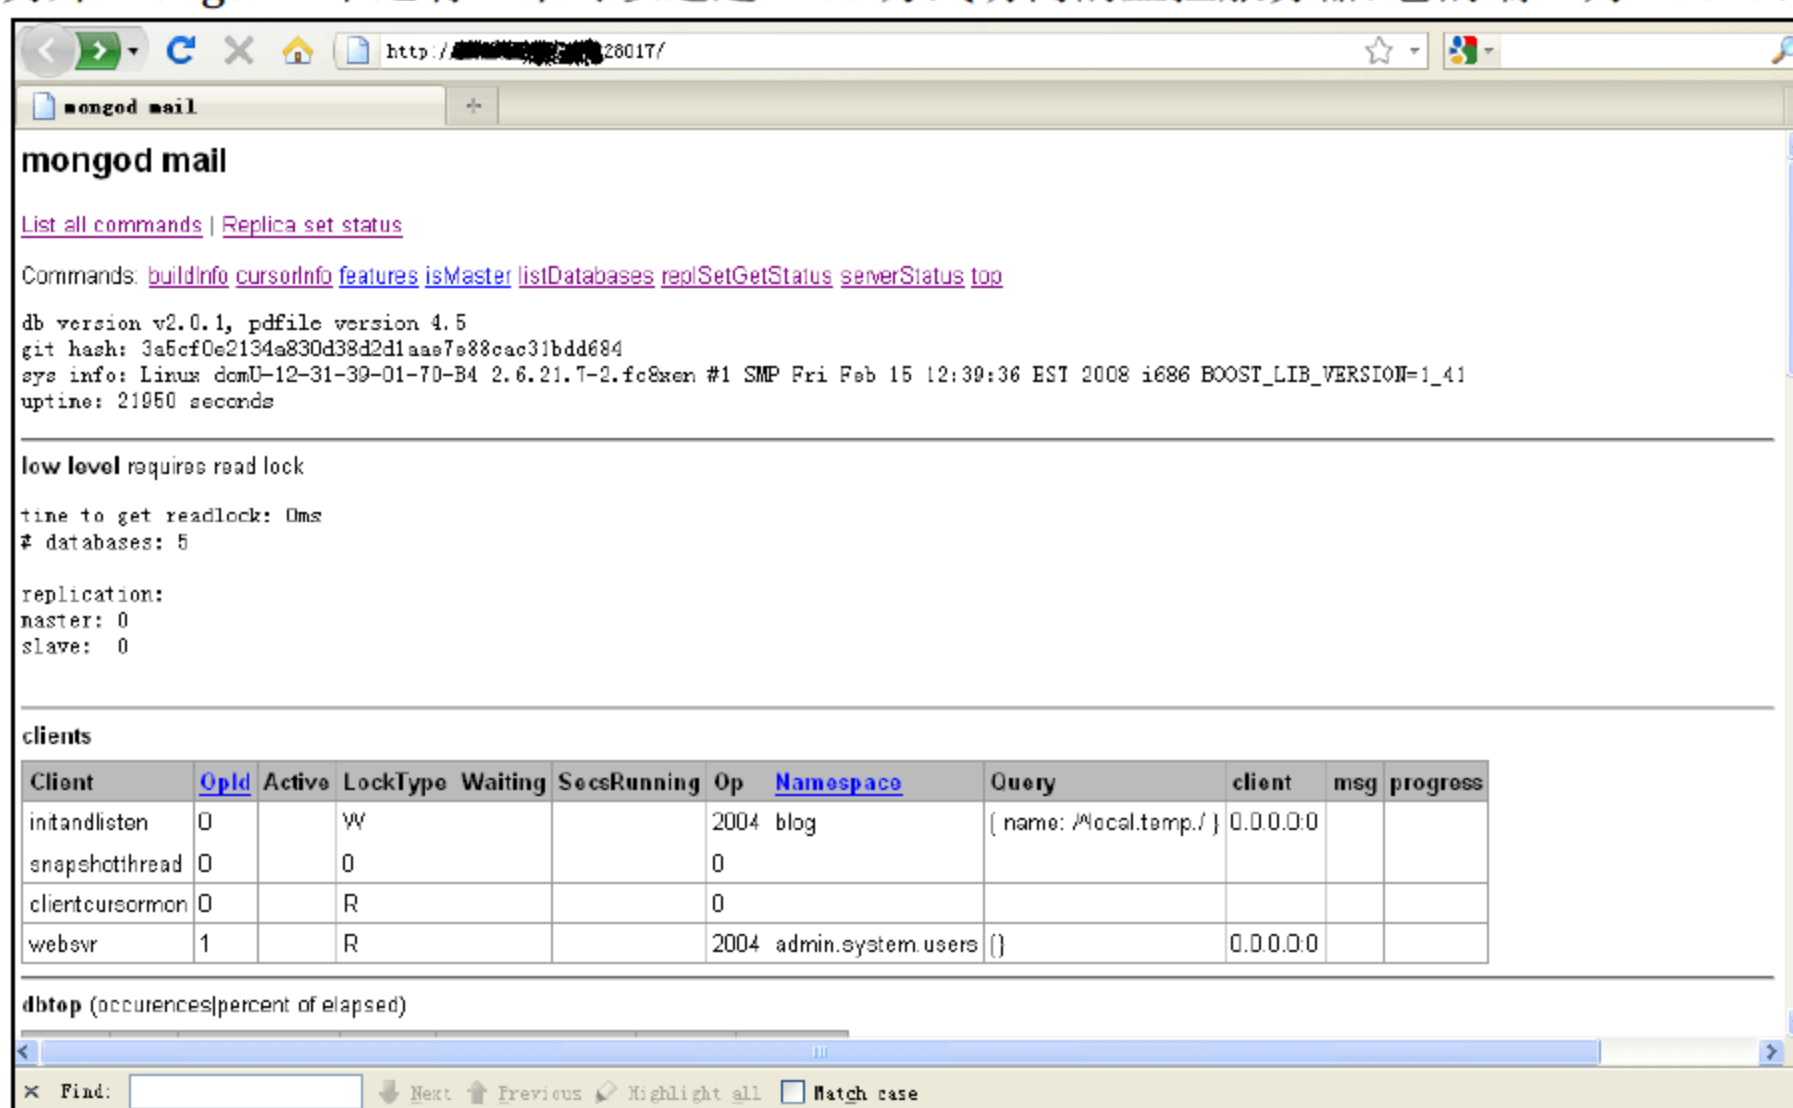 http://28017/
mongod mail
mongod mail
List all commands | Replica set status
Commands: buildInfo cursorInfo features isMaster listDatabases replSetGetStatus serverStatus top
db version v2.0.1, pdfile version 4.5
git hash: 3a5cf0e2134a830d38d2d1aae7e88cac31bdd684
sys info: Linux domU-12-31-39-01-70-B4 2.6.21.7-2.fc8xen #1 SMP Fri Feb 15 12:39:36 EST 2008 i686 BOOST_LIB_VERSION=1_41
uptime: 21950 seconds
low level requires read lock
time to get readlock: 0ms
# databases: 5
replication:
master: 0
slave: 0
clients
Client OpId Active LockType Waiting SecsRunning Op Namespace Query client msg progress
initandlisten 0 W 2004 blog { name: /^local.temp./ } 0.0.0.0:0
snapshotthread 0 0 0
clientcursormon 0 R 0
websvr 1 R 2004 admin.system.users {} 0.0.0.0:0
dbtop (occurences|percent of elapsed)
Find: Next Previous Highlight all Match case